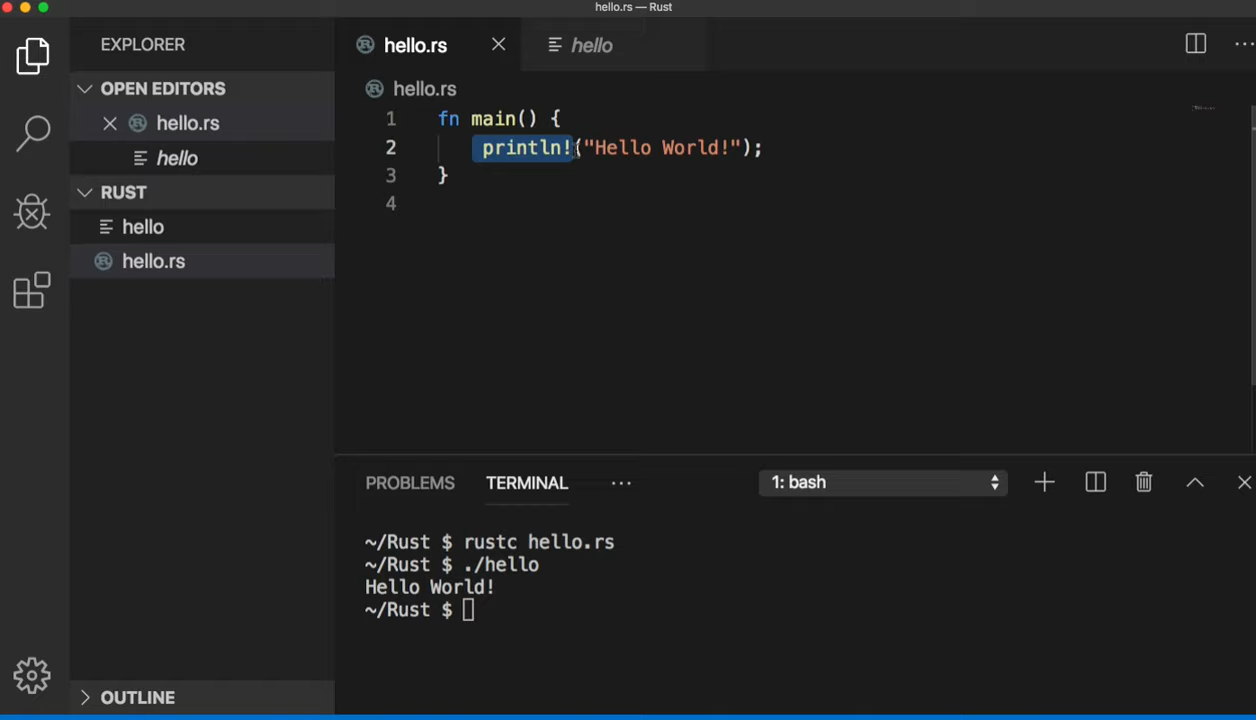 hello.rs — Rust
EXPLORER
OPEN EDITORS
hello.rs
hello
RUST
hello
hello.rs
OUTLINE
hello.rs
hello
hello.rs
1 fn main() {
2 println!("Hello World!");
3 }
4
PROBLEMS TERMINAL ... 1: bash
~/Rust $ rustc hello.rs
~/Rust $ ./hello
Hello World!
~/Rust $